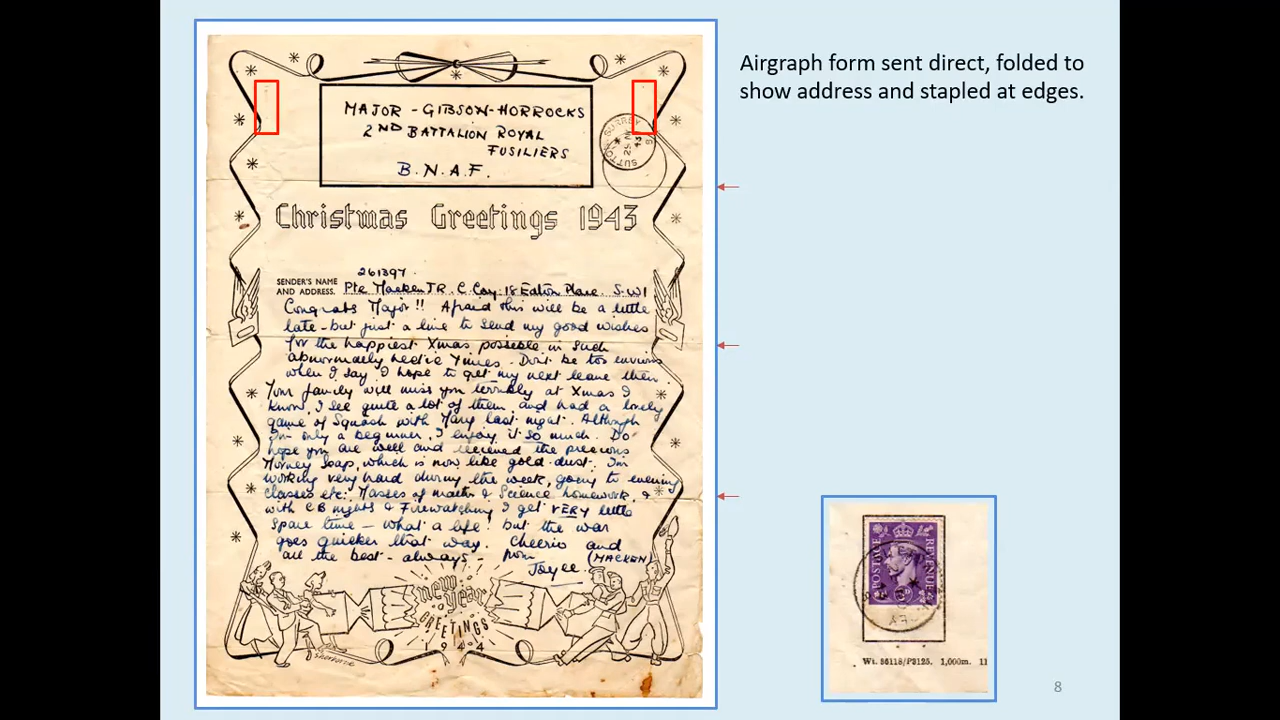 Airgraph form sent direct, folded to
show address and stapled at edges.
MAJOR - GIBSON-HORROCKS
2ND BATTALION ROYAL
FUSILIERS
B.N.A.F.
SUTTON SURREY
Christmas Greetings 1943
261397.
SENDER'S NAME
AND ADDRESS. Pte Macken JR. C. Coy. 18 Eaton Place. S.W1
Congrats Major!! Afraid this will be a little
late - but just a line to send my good wishes
for the happiest Xmas possible in such
abnormally hectic times. Don't be too envious
when I say I hope to get my next leave then.
Your family will miss you terribly at Xmas I
know, I see quite a lot of them and had a lovely
game of Squash with Mary last night. Although
I'm only a beginner, I enjoy it so much. Do
hope you are well and received the precious
Soap, which is now like gold-dust. I'm
working very hard during the week, going to evening
classes etc: Masses of maths & Science homework, &
with CB nights & Firewatching I get VERY little
Spare time - what a life! but the war
goes quicker that way. Cheerio and
all the best - always - from
Joyce. (MACKEN)
new
year
GREETINGS
1944
POSTAGE
REVENUE
Wt. 56118/P3125. 1,000m. 11
8